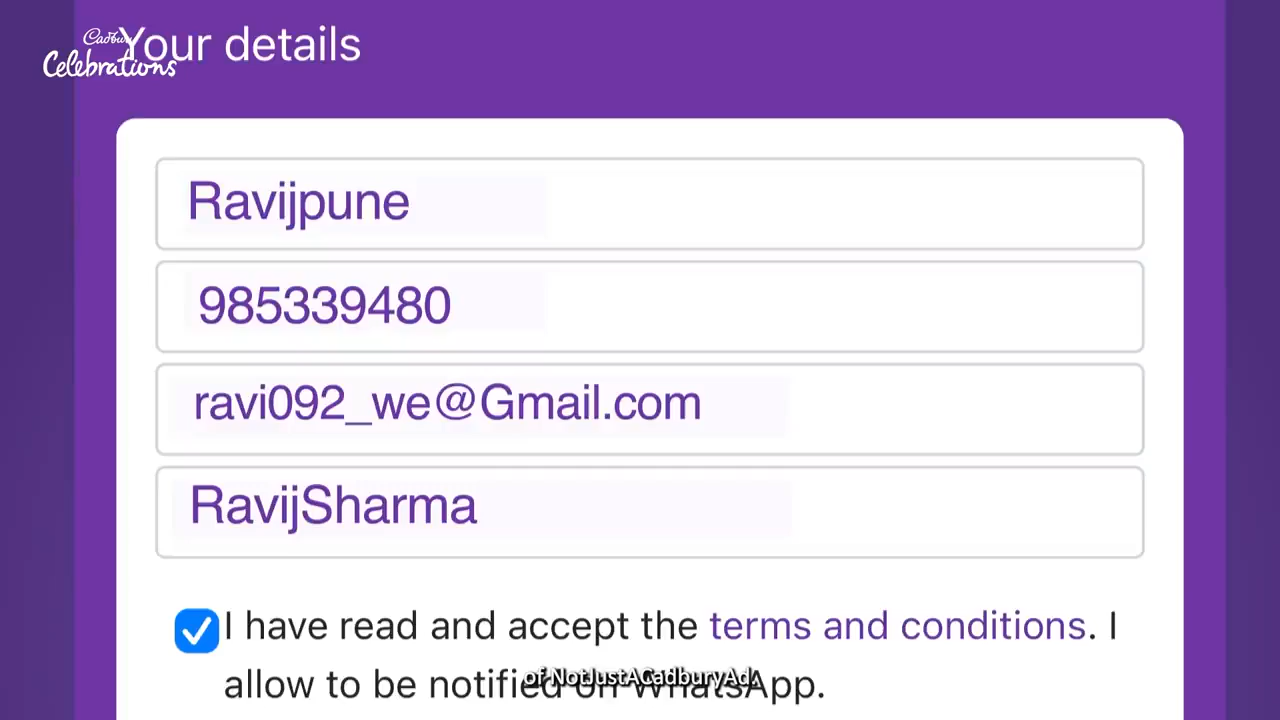 Cadbury
Celebrations
Your details
Ravijpune
985339480
ravi092_we@Gmail.com
RavijSharma
I have read and accept the terms and conditions. I
allow to be notified on WhatsApp.
of NotJustACadburyAd.